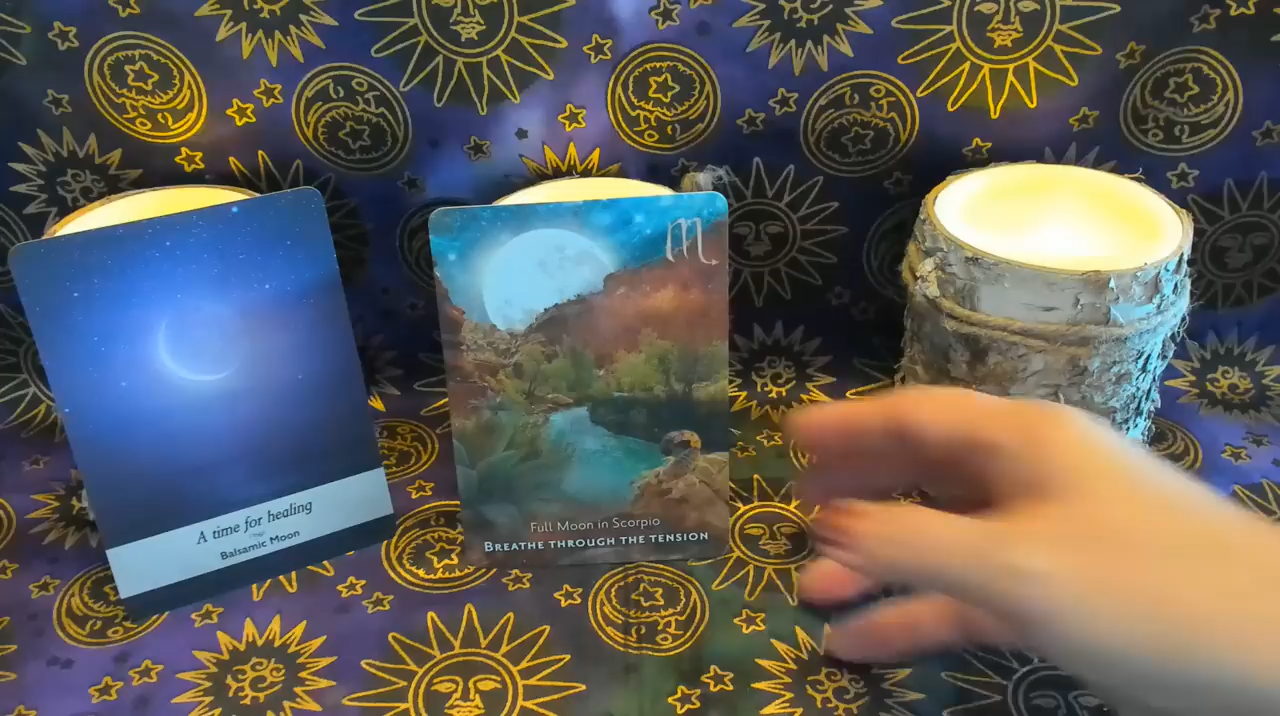 A time for healing
Balsamic Moon
Full Moon in Scorpio
BREATHE THROUGH THE TENSION